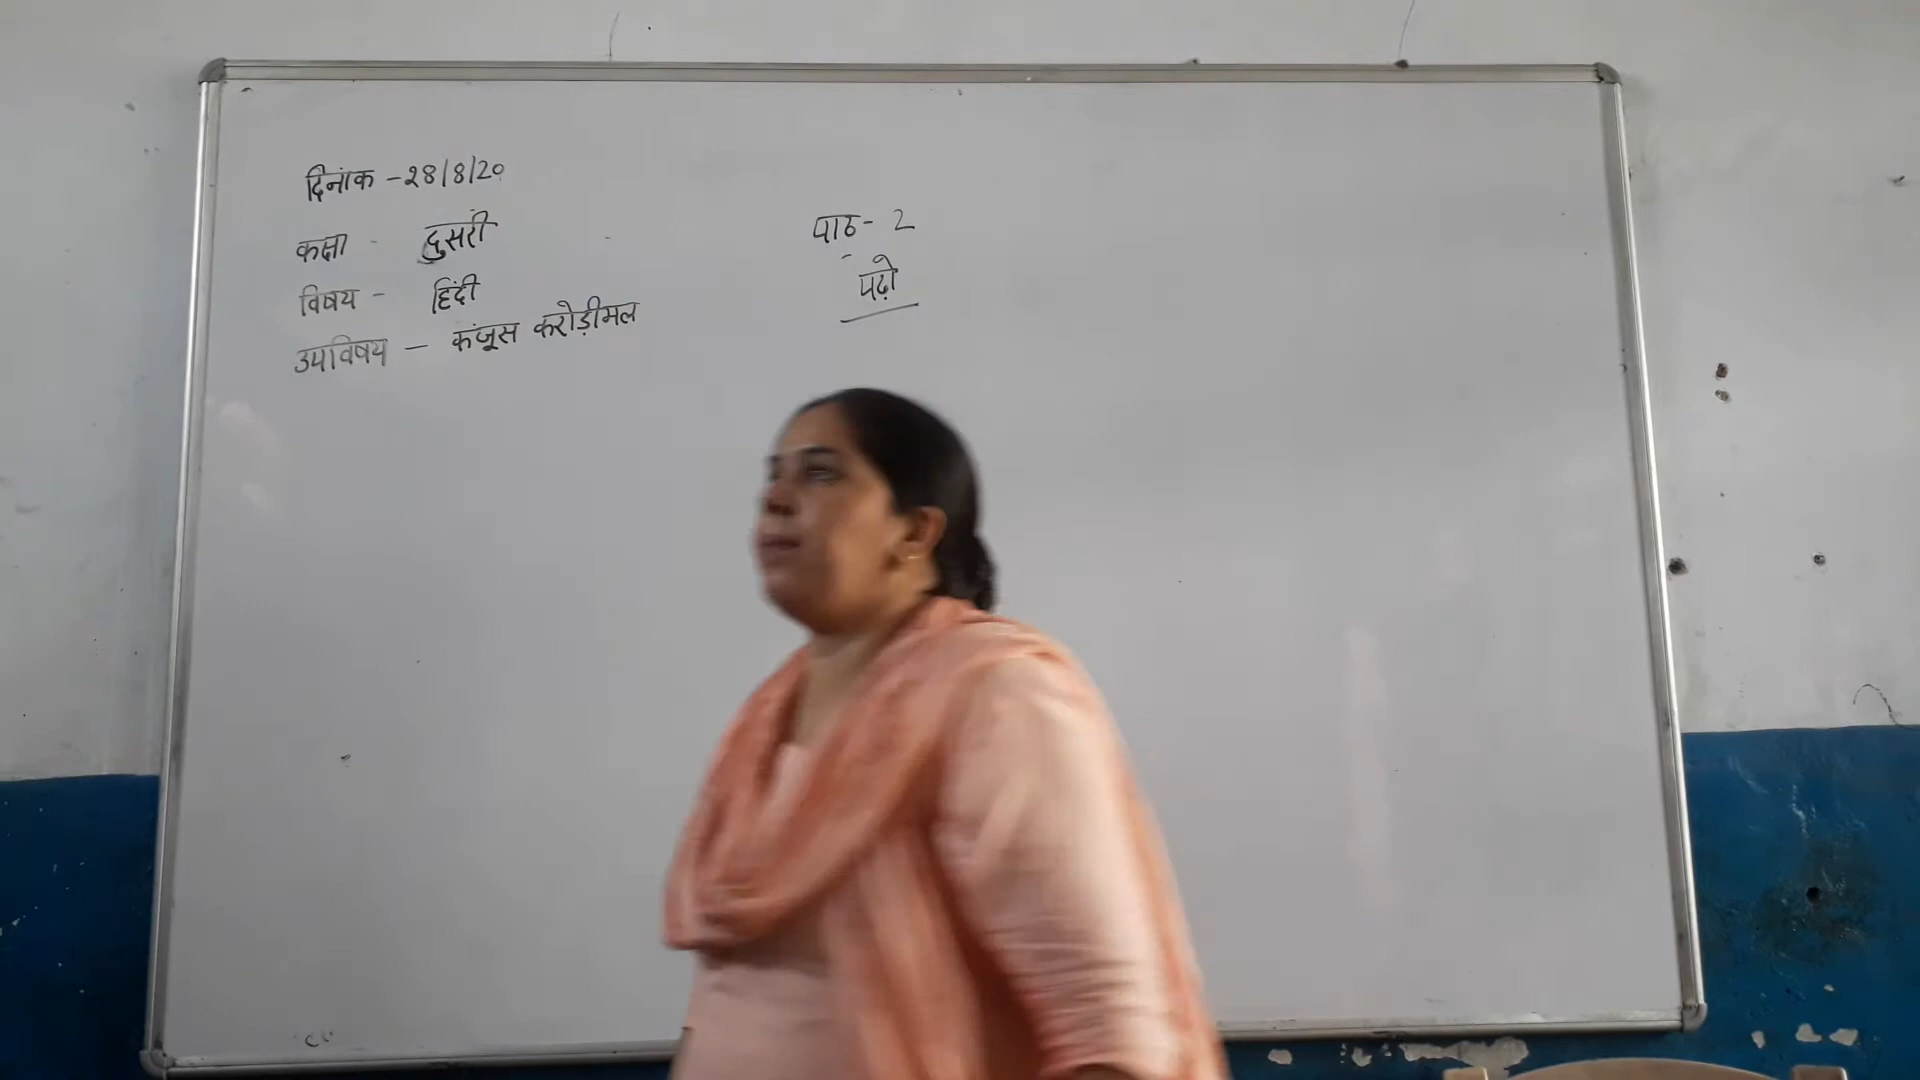 दिनांक - 28/8/20
कक्षा - दुसरी
विषय - हिंदी
उपविषय - कंजूस करोड़ीमल
पाठ - 2
पढ़ो